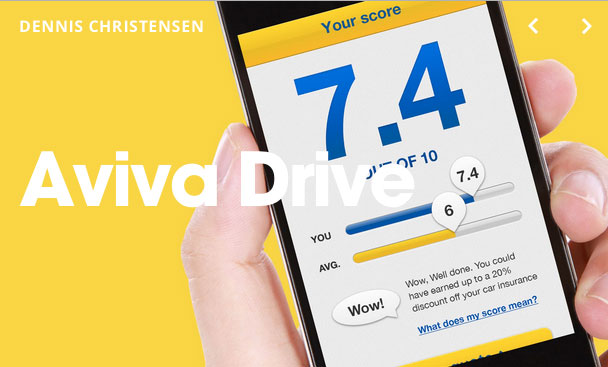 DENNIS CHRISTENSEN
Your score
7.4
OUT OF 10
Aviva Drive
7.4
6
YOU
AVG.
Wow!
Wow, Well done. You could
have earned up to a 20%
discount off your car insurance
What does my score mean?